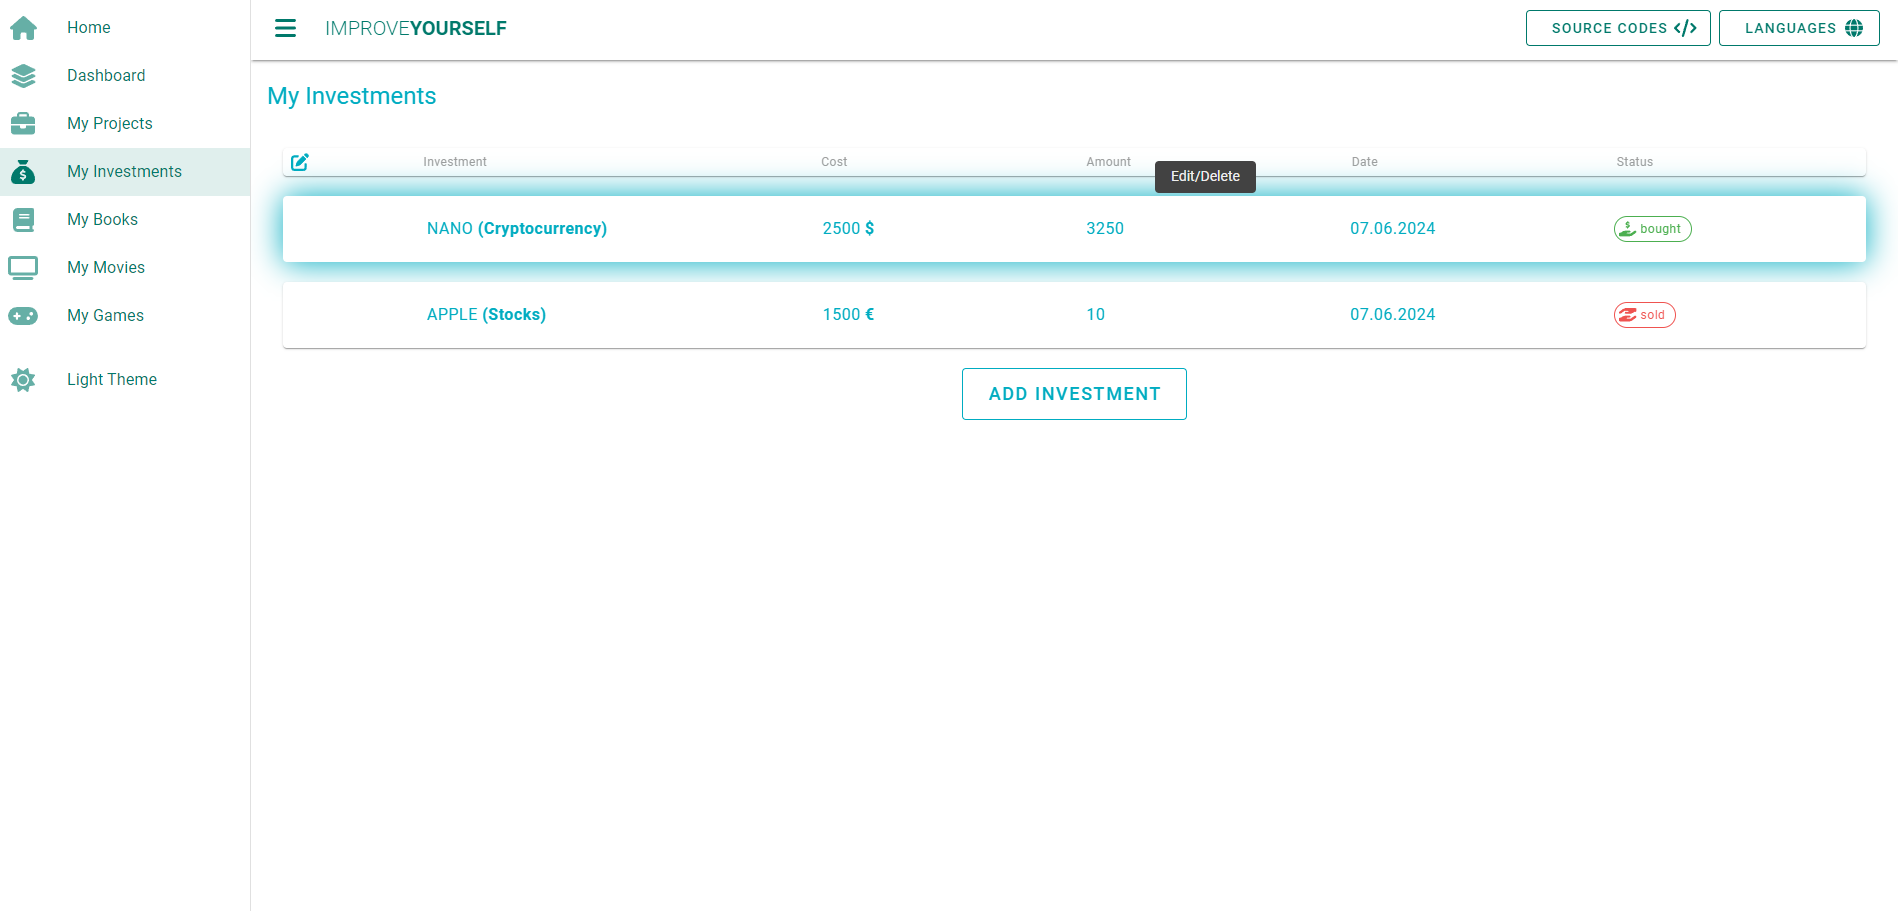 Home
Dashboard
My Projects
My Investments
My Books
My Movies
My Games
Light Theme
IMPROVEYOURSELF
SOURCE CODES
LANGUAGES
My Investments
Investment Cost Amount Date Status
Edit/Delete
NANO (Cryptocurrency) 2500 $ 3250 07.06.2024 bought
APPLE (Stocks) 1500 € 10 07.06.2024 sold
ADD INVESTMENT